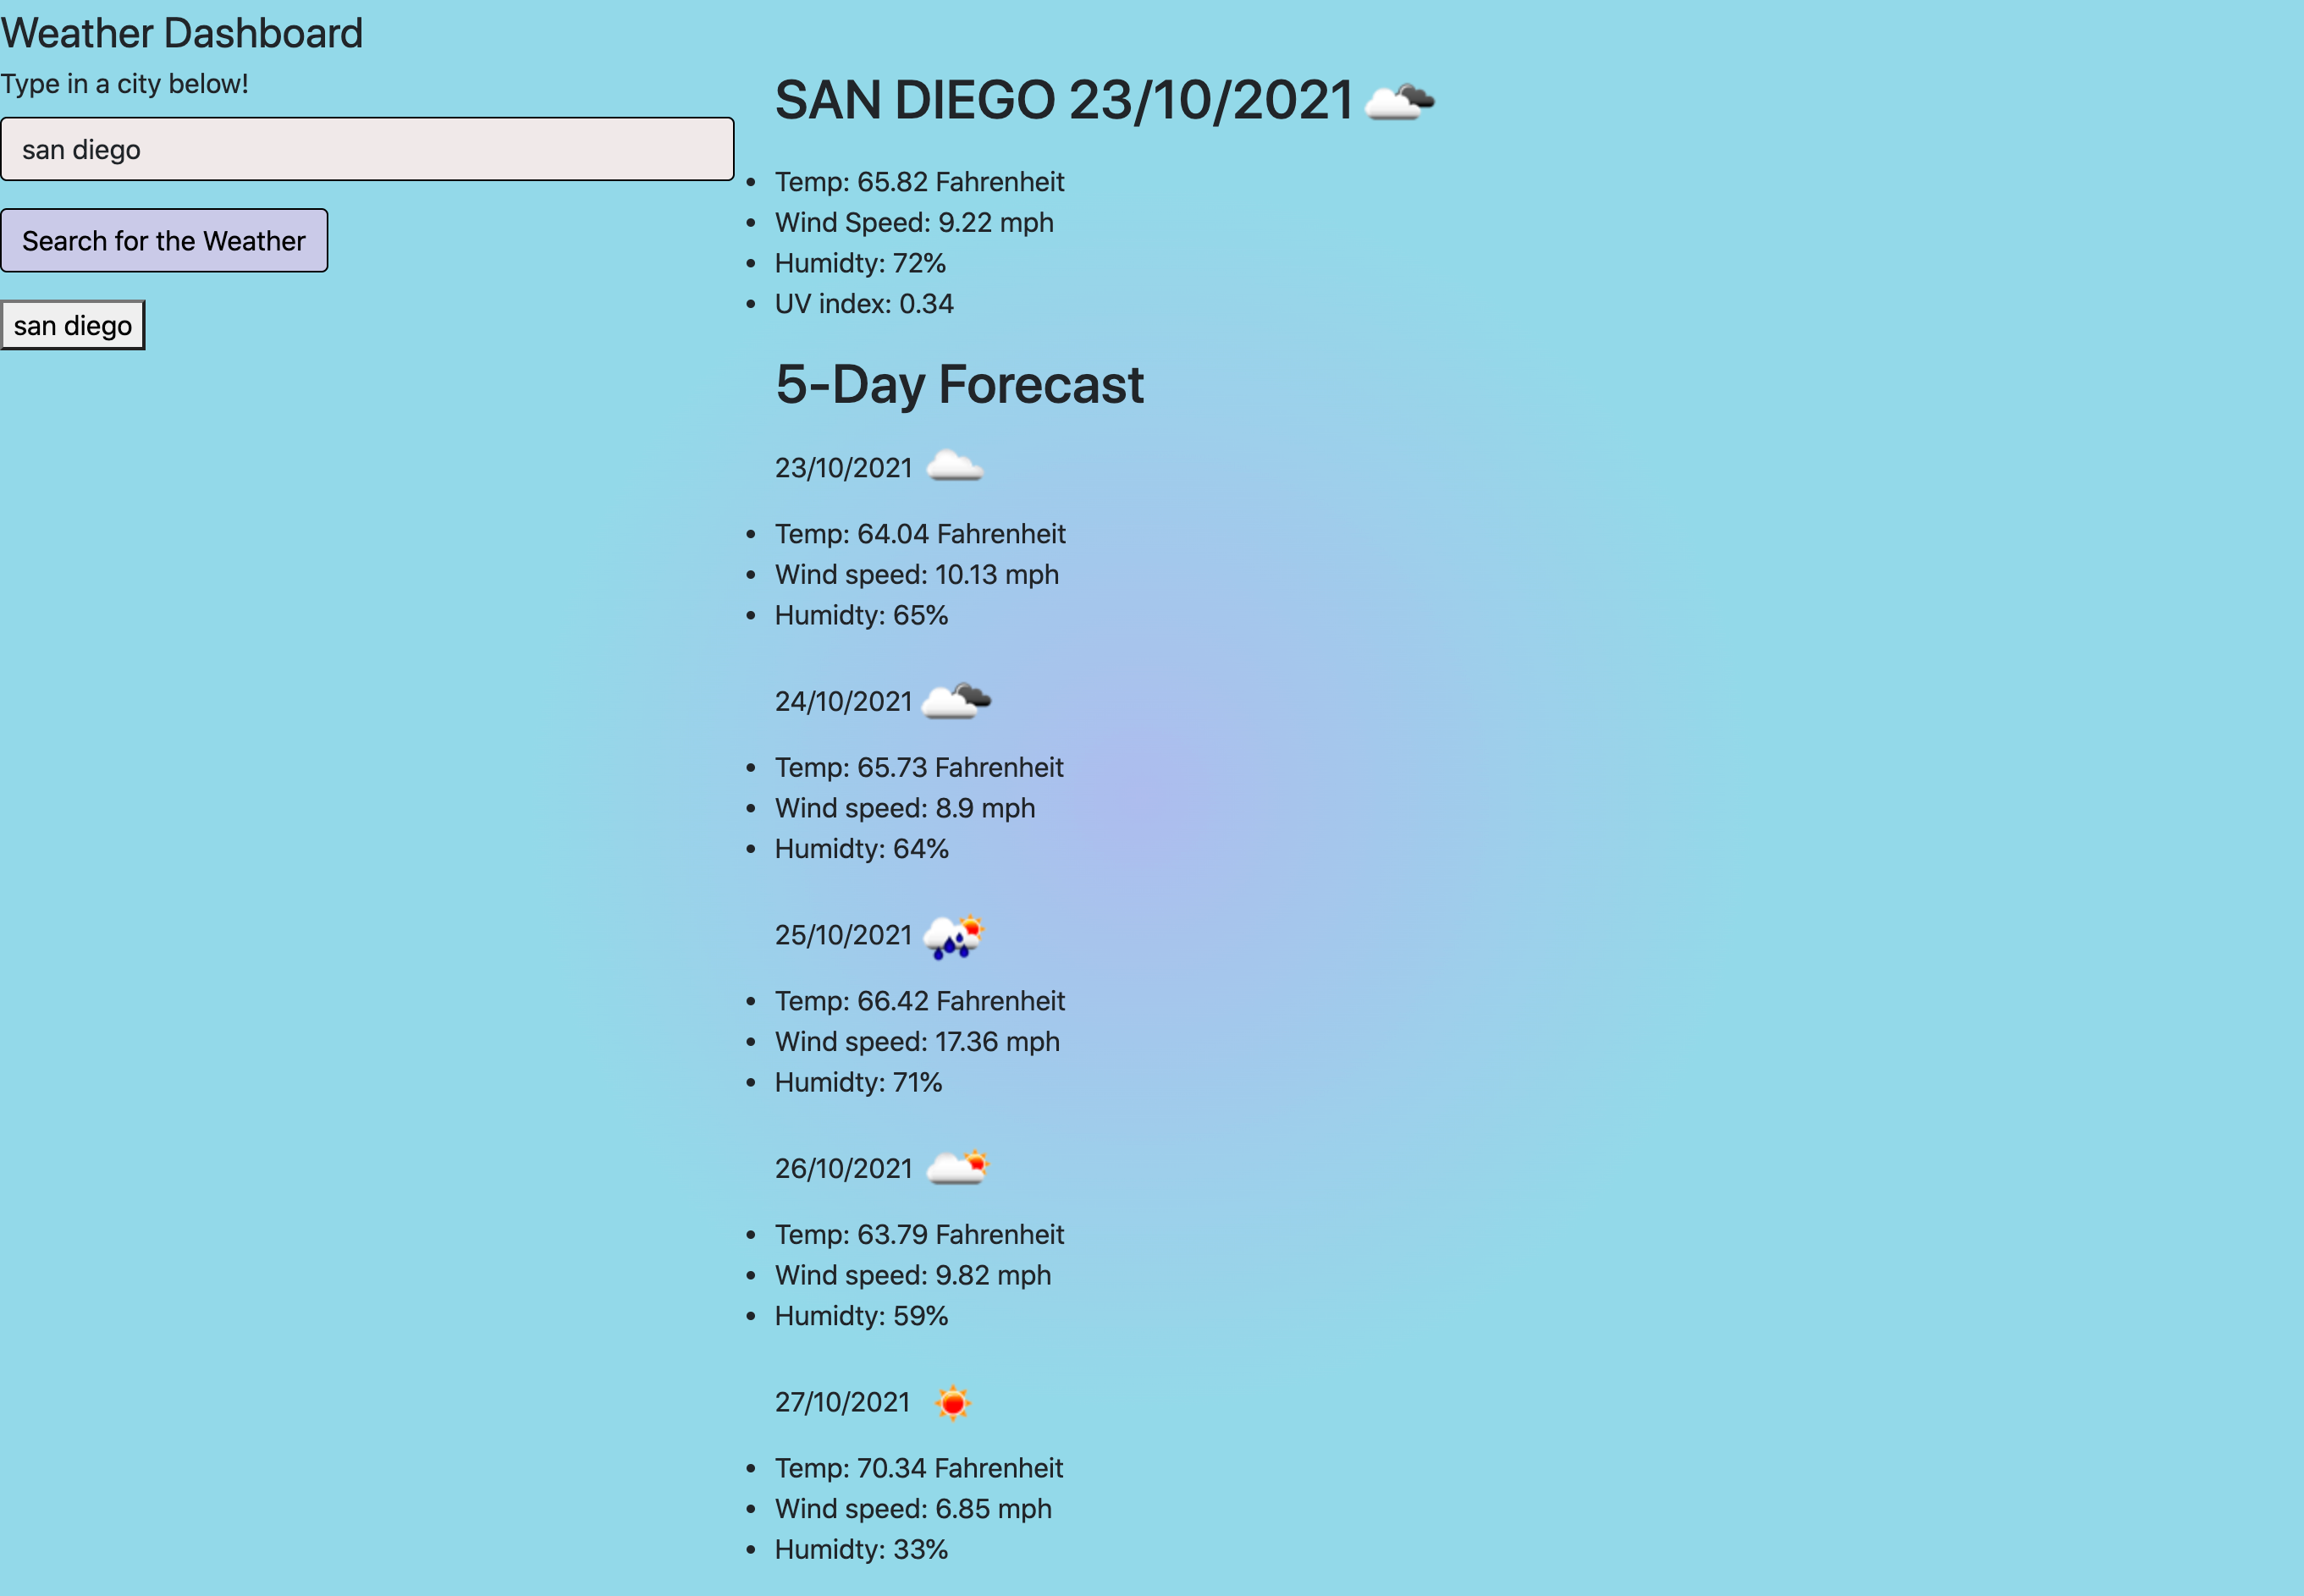 Weather Dashboard
Type in a city below!
san diego
Search for the Weather
san diego
SAN DIEGO 23/10/2021
Temp: 65.82 Fahrenheit
Wind Speed: 9.22 mph
Humidty: 72%
UV index: 0.34
5-Day Forecast
23/10/2021
Temp: 64.04 Fahrenheit
Wind speed: 10.13 mph
Humidty: 65%
24/10/2021
Temp: 65.73 Fahrenheit
Wind speed: 8.9 mph
Humidty: 64%
25/10/2021
Temp: 66.42 Fahrenheit
Wind speed: 17.36 mph
Humidty: 71%
26/10/2021
Temp: 63.79 Fahrenheit
Wind speed: 9.82 mph
Humidty: 59%
27/10/2021
Temp: 70.34 Fahrenheit
Wind speed: 6.85 mph
Humidty: 33%